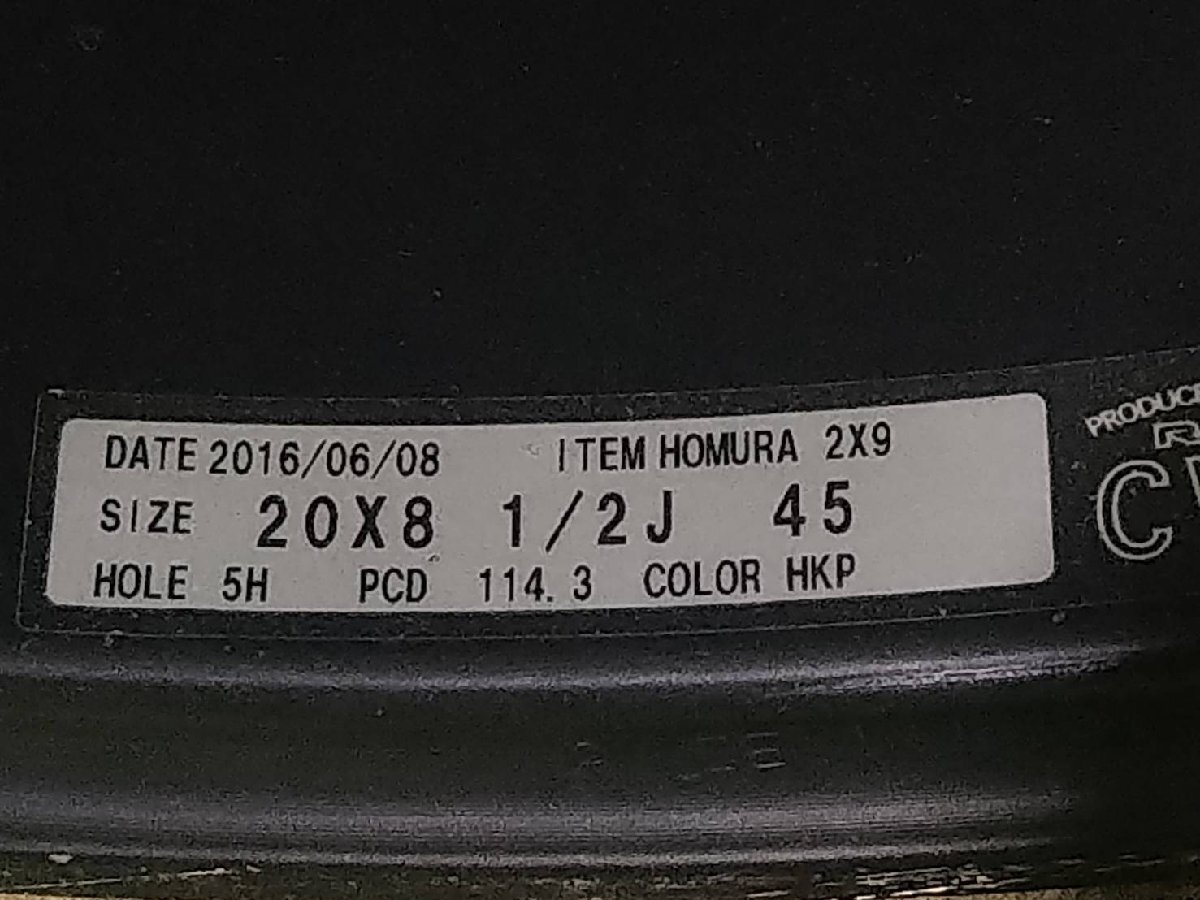 DATE 2016/06/08 ITEM HOMURA 2X9
SIZE 20X8 1/2J 45
HOLE 5H PCD 114.3 COLOR HKP